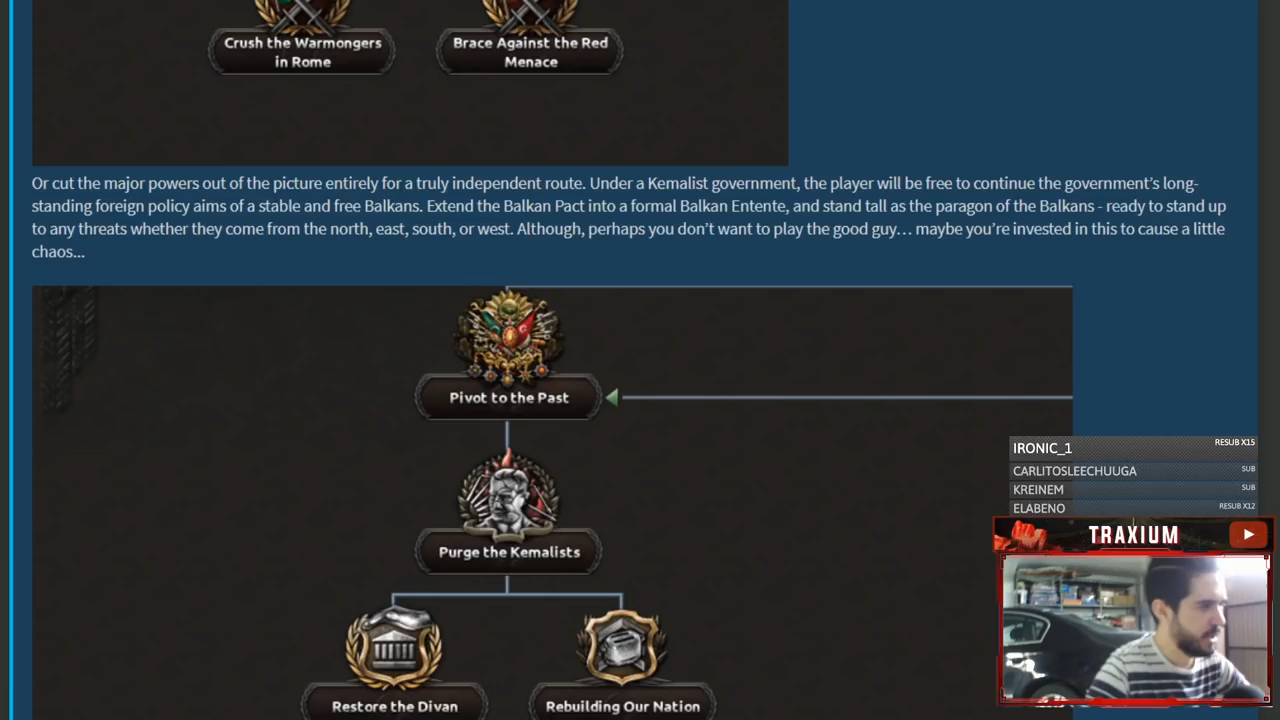 Crush the Warmongers
in Rome
Brace Against the Red
Menace
Or cut the major powers out of the picture entirely for a truly independent route. Under a Kemalist government, the player will be free to continue the government’s long-
standing foreign policy aims of a stable and free Balkans. Extend the Balkan Pact into a formal Balkan Entente, and stand tall as the paragon of the Balkans - ready to stand up
to any threats whether they come from the north, east, south, or west. Although, perhaps you don’t want to play the good guy… maybe you’re invested in this to cause a little
chaos...
Pivot to the Past
Purge the Kemalists
Restore the Divan
Rebuilding Our Nation
IRONIC_1 RESUB X15
CARLITOSLEECHUUGA SUB
KREINEM SUB
ELABENO RESUB X12
TRAXIUM